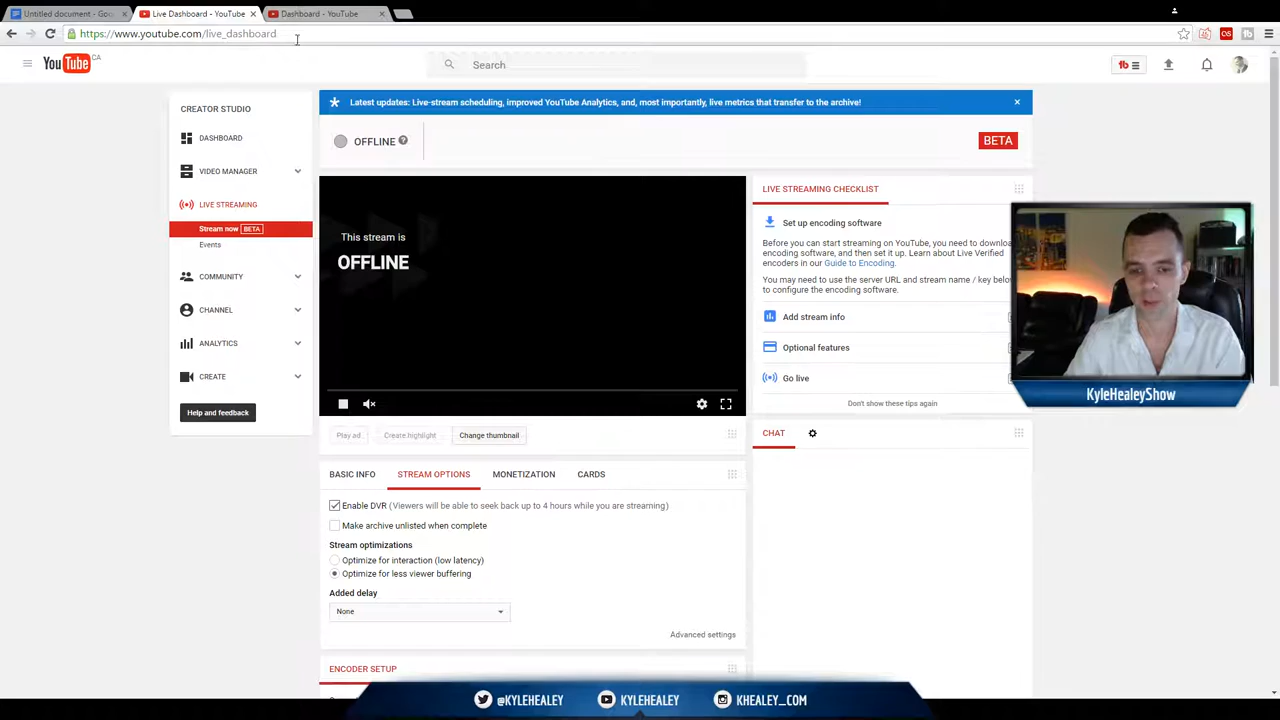 Untitled document - Goo
Live Dashboard - YouTube
Dashboard - YouTube
https://www.youtube.com/live_dashboard
YouTube CA
Search
CREATOR STUDIO
DASHBOARD
VIDEO MANAGER
LIVE STREAMING
Stream now BETA
Events
COMMUNITY
CHANNEL
ANALYTICS
CREATE
Help and feedback
Latest updates: Live-stream scheduling, improved YouTube Analytics, and, most importantly, live metrics that transfer to the archive!
OFFLINE
BETA
This stream is
OFFLINE
Play ad
Create highlight
Change thumbnail
BASIC INFO
STREAM OPTIONS
MONETIZATION
CARDS
Enable DVR (Viewers will be able to seek back up to 4 hours while you are streaming)
Make archive unlisted when complete
Stream optimizations
Optimize for interaction (low latency)
Optimize for less viewer buffering
Added delay
None
Advanced settings
ENCODER SETUP
LIVE STREAMING CHECKLIST
Set up encoding software
Before you can start streaming on YouTube, you need to downloa
encoding software, and then set it up. Learn about Live Verified
encoders in our Guide to Encoding.
You may need to use the server URL and stream name / key belo
to configure the encoding software.
Add stream info
Optional features
Go live
Don't show these tips again
CHAT
KyleHealeyShow
@KYLEHEALEY
KYLEHEALEY
KHEALEY_COM